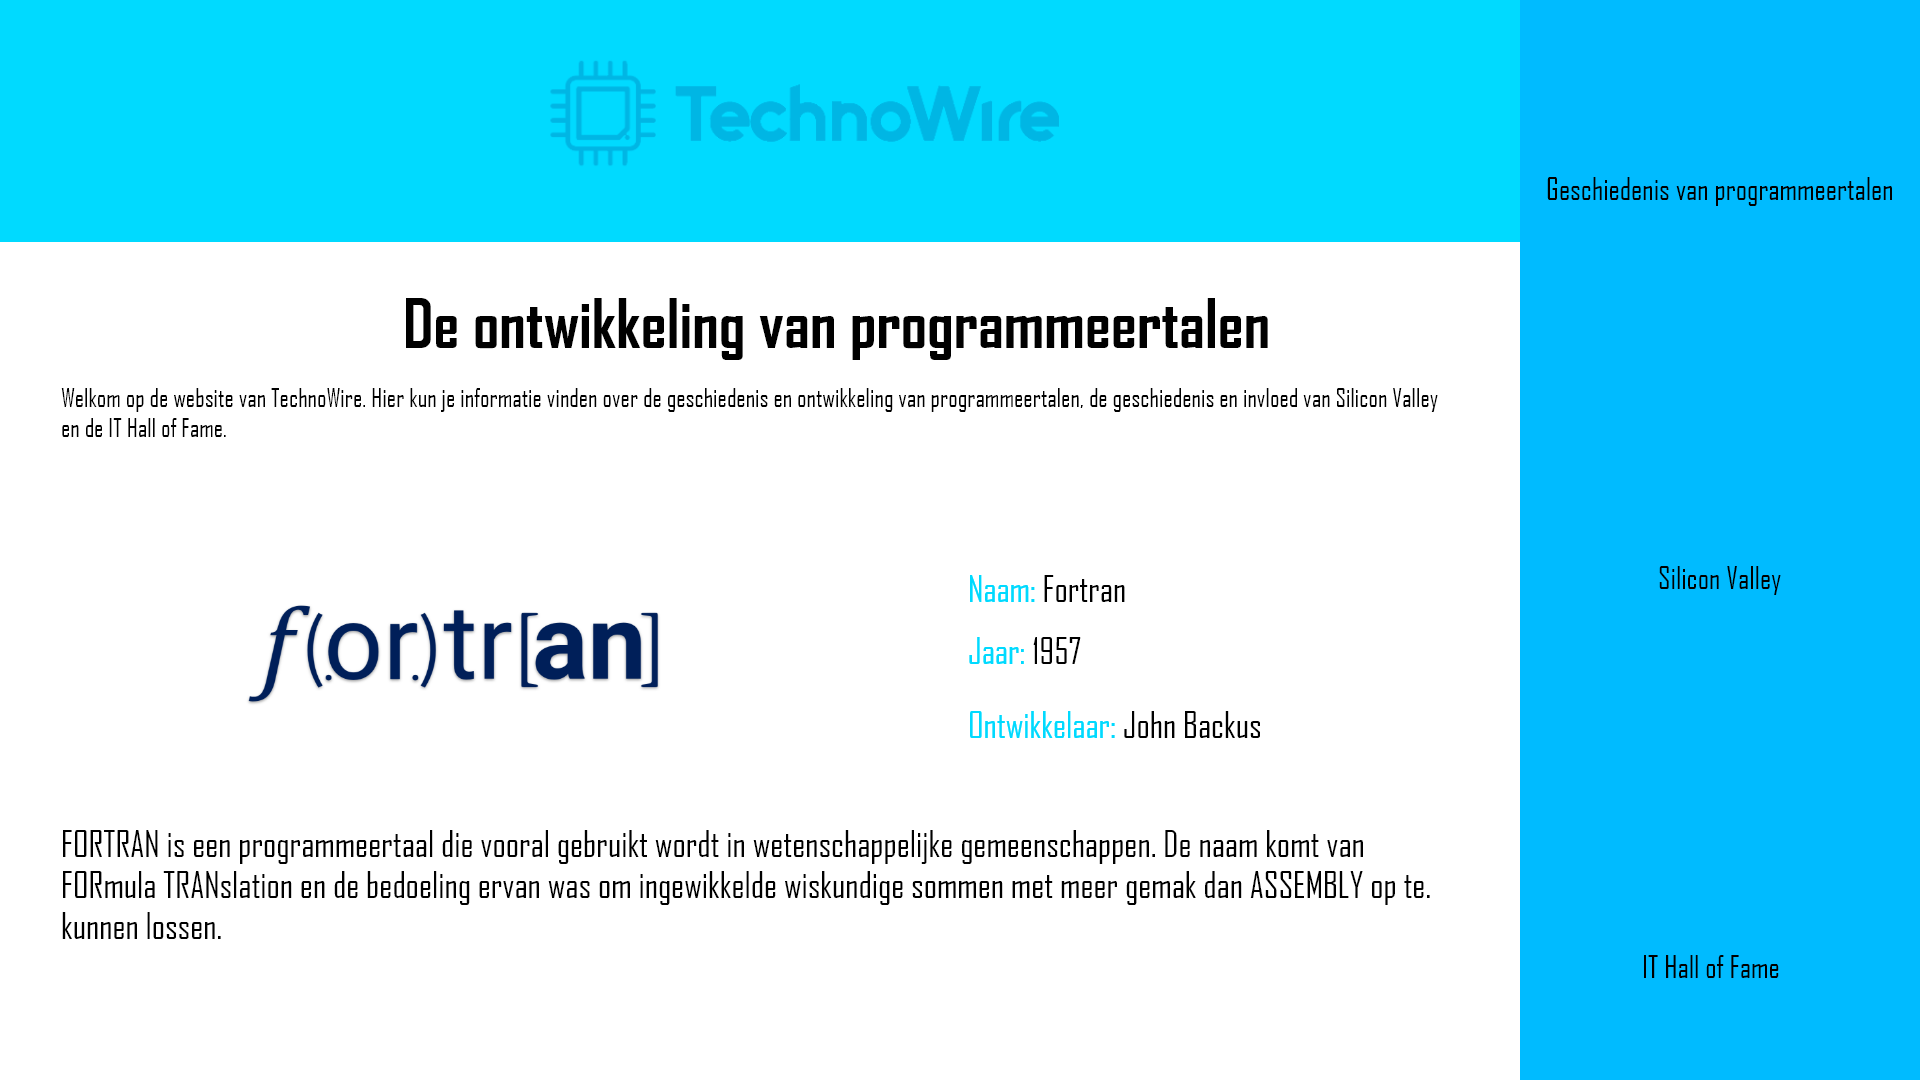 TechnoWire
Geschiedenis van programmeertalen
De ontwikkeling van programmeertalen
Welkom op de website van TechnoWire. Hier kun je informatie vinden over de geschiedenis en ontwikkeling van programmeertalen, de geschiedenis en invloed van Silicon Valley
en de IT Hall of Fame.
Silicon Valley
f(.or.)tr[an]
Naam: Fortran
Jaar: 1957
Ontwikkelaar: John Backus
FORTRAN is een programmeertaal die vooral gebruikt wordt in wetenschappelijke gemeenschappen. De naam komt van
FORmula TRANslation en de bedoeling ervan was om ingewikkelde wiskundige sommen met meer gemak dan ASSEMBLY op te.
kunnen lossen.
IT Hall of Fame